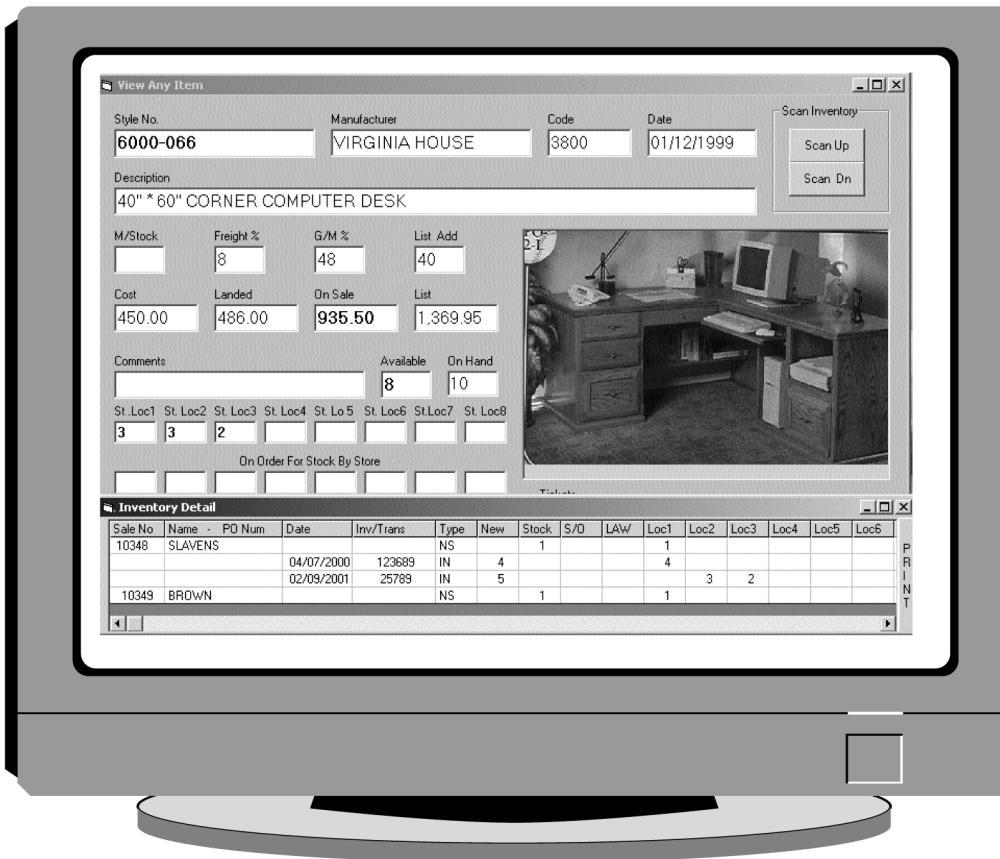 View Any Item
Style No. Manufacturer Code Date Scan Inventory
6000-066 VIRGINIA HOUSE 3800 01/12/1999 Scan Up
Scan Dn
Description
40" * 60" CORNER COMPUTER DESK
M/Stock Freight % G/M % List Add
8 48 40
Cost Landed On Sale List
450.00 486.00 935.50 1,369.95
Comments Available On Hand
8 10
St .Loc1 St. Loc2 St. Loc3 St. Loc4 St. Lo 5 St. Loc6 St.Loc7 St. Loc8
3 3 2
On Order For Stock By Store
Tickets
Inventory Detail
Sale No Name - PO Num Date Inv/Trans Type New Stock S/O LAW Loc1 Loc2 Loc3 Loc4 Loc5 Loc6
10348 SLAVENS NS 1 1
04/07/2000 123689 IN 4 4
02/09/2001 25789 IN 5 3 2
10349 BROWN NS 1 1
PRINT